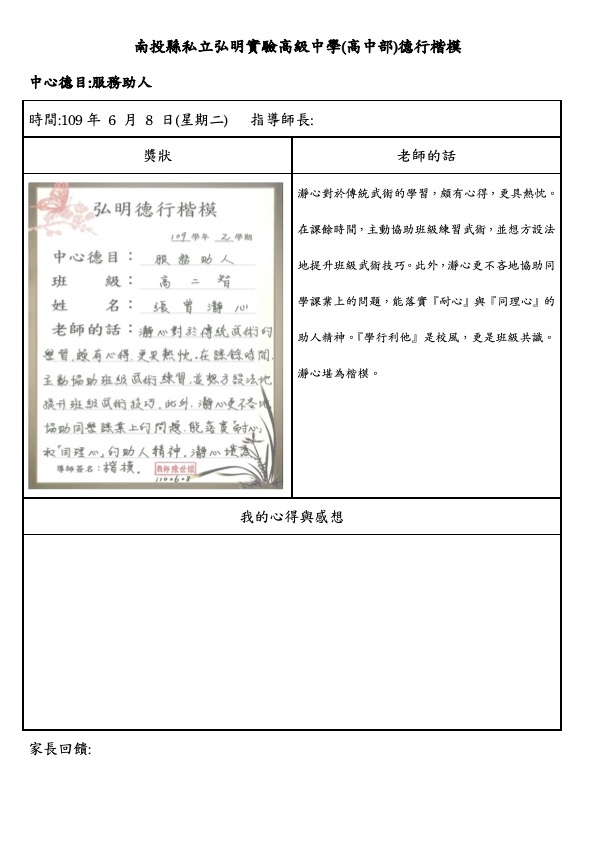 南投縣私立弘明實驗高級中學(高中部)德行楷模
中心德目:服務助人
時間:109 年 6 月 8 日(星期二) 指導師長:
獎狀
老師的話
弘明德行楷模
109 學年 2 學期
中心德目：服務助人
班 級：高二智
姓 名：張曾瀞心
老師的話：瀞心對於傳統武術的
學習，頗有心得，更具熱忱。在課餘時間，
主動協助班級武術練習，並想方設法地
提升班級武術技巧。此外，瀞心更不吝地
協助同學課業上的問題，能落實「耐心」
和「同理心」的助人精神。瀞心堪為
楷模。
導師簽名：
1100608
瀞心對於傳統武術的學習，頗有心得，更具熱忱。
在課餘時間，主動協助班級練習武術，並想方設法
地提升班級武術技巧。此外，瀞心更不吝地協助同
學課業上的問題，能落實『耐心』與『同理心』的
助人精神。『學行利他』是校風，更是班級共識。
瀞心堪為楷模。
我的心得與感想
家長回饋: